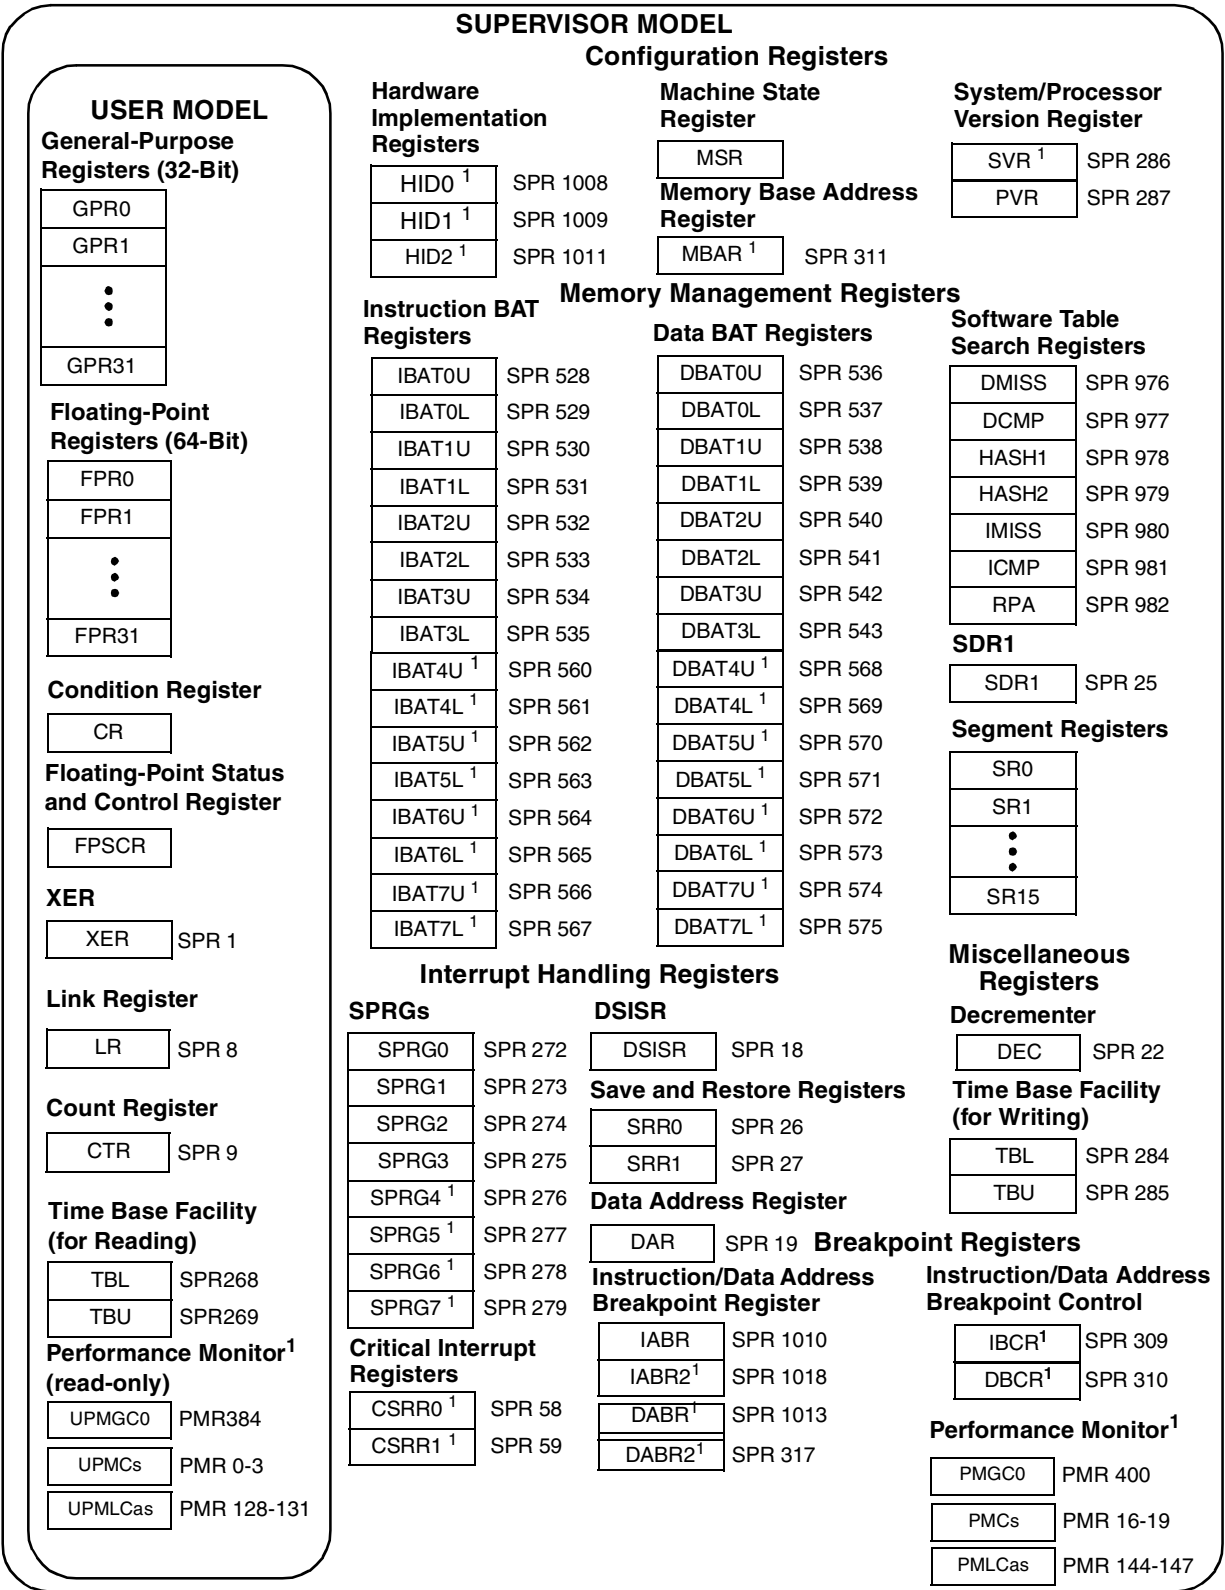 SUPERVISOR MODEL
Configuration Registers
USER MODEL
General-Purpose
Registers (32-Bit)
GPR0
GPR1
GPR31
Floating-Point
Registers (64-Bit)
FPR0
FPR1
FPR31
Condition Register
CR
Floating-Point Status
and Control Register
FPSCR
XER
XER SPR 1
Link Register
LR SPR 8
Count Register
CTR SPR 9
Time Base Facility
(for Reading)
TBL SPR268
TBU SPR269
Performance Monitor1
(read-only)
UPMGC0 PMR384
UPMCs PMR 0-3
UPMLCas PMR 128-131
Hardware
Implementation
Registers
HID0 1 SPR 1008
HID1 1 SPR 1009
HID2 1 SPR 1011
Machine State
Register
MSR
Memory Base Address
Register
MBAR 1 SPR 311
System/Processor
Version Register
SVR 1 SPR 286
PVR SPR 287
Memory Management Registers
Instruction BAT
Registers
IBAT0U SPR 528
IBAT0L SPR 529
IBAT1U SPR 530
IBAT1L SPR 531
IBAT2U SPR 532
IBAT2L SPR 533
IBAT3U SPR 534
IBAT3L SPR 535
IBAT4U 1 SPR 560
IBAT4L 1 SPR 561
IBAT5U 1 SPR 562
IBAT5L 1 SPR 563
IBAT6U 1 SPR 564
IBAT6L 1 SPR 565
IBAT7U 1 SPR 566
IBAT7L 1 SPR 567
Data BAT Registers
DBAT0U SPR 536
DBAT0L SPR 537
DBAT1U SPR 538
DBAT1L SPR 539
DBAT2U SPR 540
DBAT2L SPR 541
DBAT3U SPR 542
DBAT3L SPR 543
DBAT4U 1 SPR 568
DBAT4L 1 SPR 569
DBAT5U 1 SPR 570
DBAT5L 1 SPR 571
DBAT6U 1 SPR 572
DBAT6L 1 SPR 573
DBAT7U 1 SPR 574
DBAT7L 1 SPR 575
Software Table
Search Registers
DMISS SPR 976
DCMP SPR 977
HASH1 SPR 978
HASH2 SPR 979
IMISS SPR 980
ICMP SPR 981
RPA SPR 982
SDR1
SDR1 SPR 25
Segment Registers
SR0
SR1
SR15
Interrupt Handling Registers
SPRGs
SPRG0 SPR 272
SPRG1 SPR 273
SPRG2 SPR 274
SPRG3 SPR 275
SPRG4 1 SPR 276
SPRG5 1 SPR 277
SPRG6 1 SPR 278
SPRG7 1 SPR 279
Critical Interrupt
Registers
CSRR0 1 SPR 58
CSRR1 1 SPR 59
DSISR
DSISR SPR 18
Save and Restore Registers
SRR0 SPR 26
SRR1 SPR 27
Data Address Register
DAR SPR 19
Miscellaneous
Registers
Decrementer
DEC SPR 22
Time Base Facility
(for Writing)
TBL SPR 284
TBU SPR 285
Breakpoint Registers
Instruction/Data Address
Breakpoint Register
IABR SPR 1010
IABR21 SPR 1018
DABR1 SPR 1013
DABR21 SPR 317
Instruction/Data Address
Breakpoint Control
IBCR1 SPR 309
DBCR1 SPR 310
Performance Monitor1
PMGC0 PMR 400
PMCs PMR 16-19
PMLCas PMR 144-147